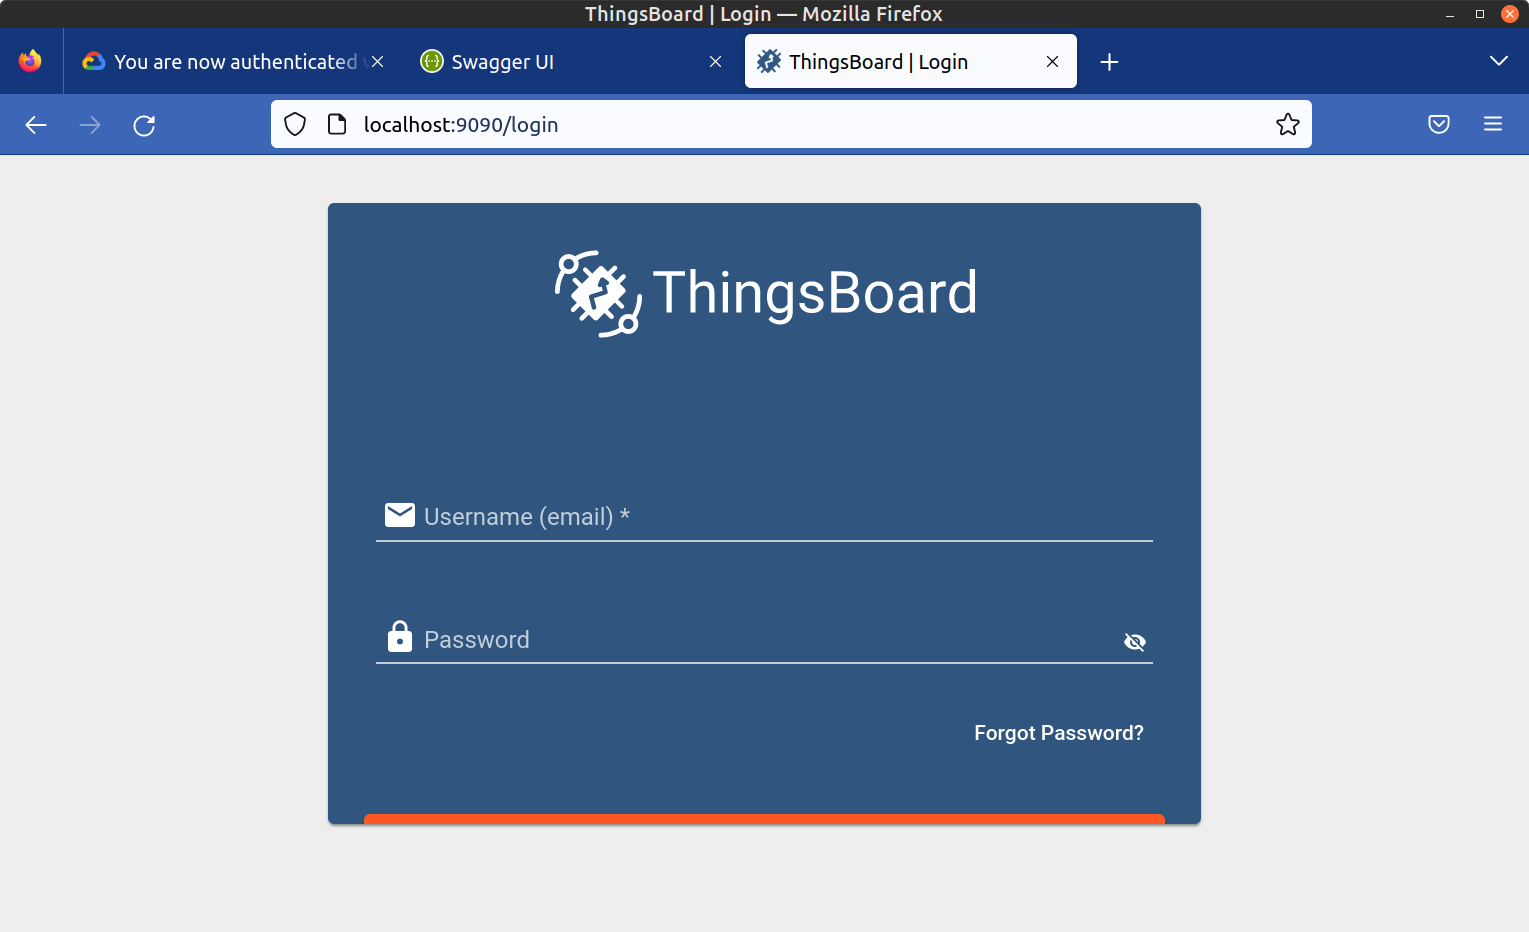 ThingsBoard | Login — Mozilla Firefox
You are now authenticated
Swagger UI
ThingsBoard | Login
localhost:9090/login
ThingsBoard
Username (email) *
Password
Forgot Password?